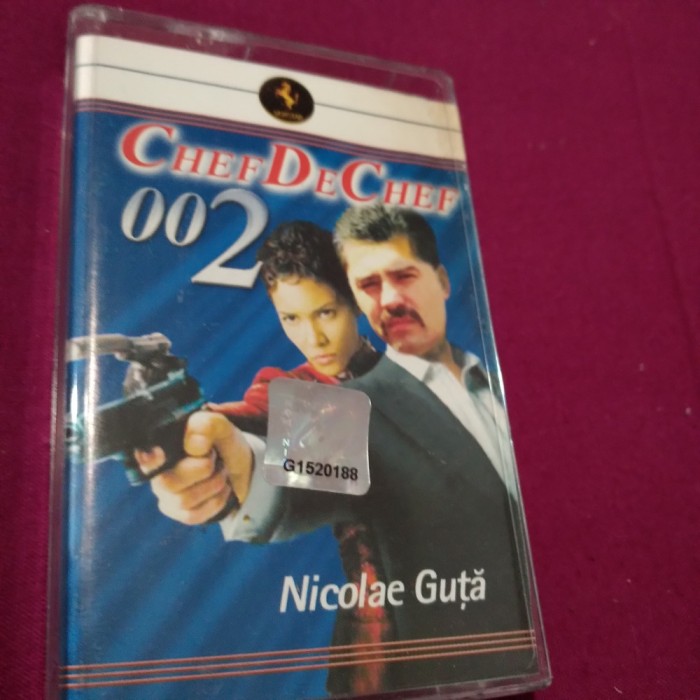 CHEFDECHEF
002
G1520188
Nicolae Guță